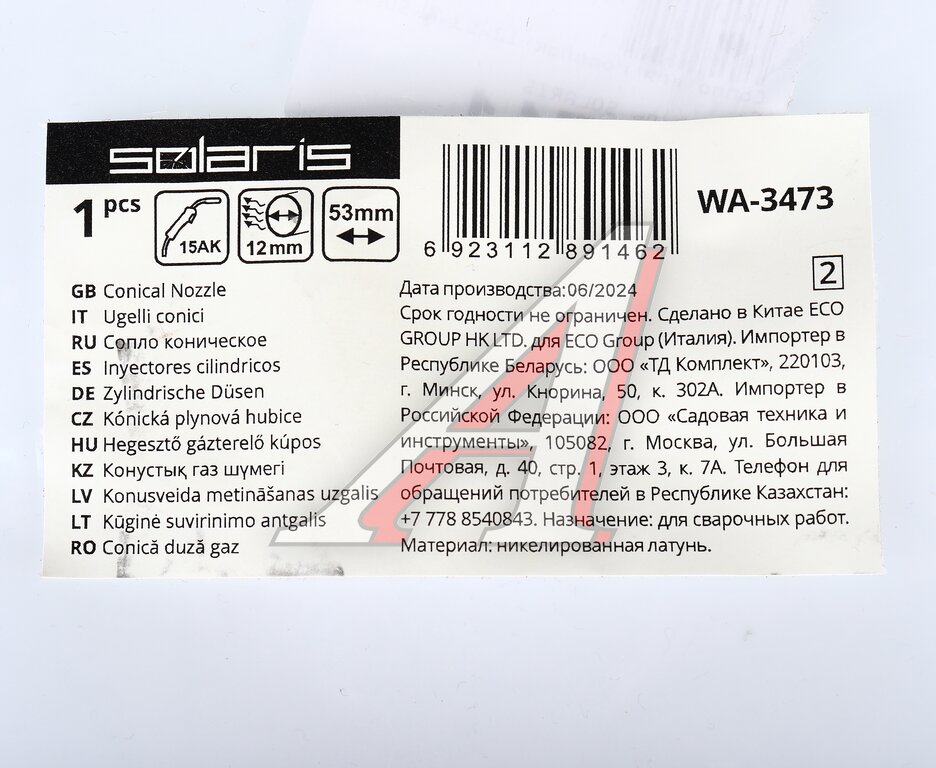 solaris
1 pcs
15AK
12mm
53mm
6 923112 891462
WA-3473
2
GB Conical Nozzle
IT Ugelli conici
RU Сопло коническое
ES Inyectores cilindricos
DE Zylindrische Düsen
CZ Kónická plynová hubice
HU Hegesztő gázterelő kúpos
KZ Конустық газ шүмегі
LV Konusveida metināšanas uzgalis
LT Kūginė suvirinimo antgalis
RO Conică duză gaz
Дата производства:06/2024
Срок годности не ограничен. Сделано в Китае ECO
GROUP HK LTD. для ECO Group (Италия). Импортер в
Республике Беларусь: ООО «ТД Комплект», 220103,
г. Минск, ул. Кнорина, 50, к. 302А. Импортер в
Российской Федерации: ООО «Садовая техника и
инструменты», 105082, г. Москва, ул. Большая
Почтовая, д. 40, стр. 1, этаж 3, к. 7А. Телефон для
обращений потребителей в Республике Казахстан:
+7 778 8540843. Назначение: для сварочных работ.
Материал: никелированная латунь.